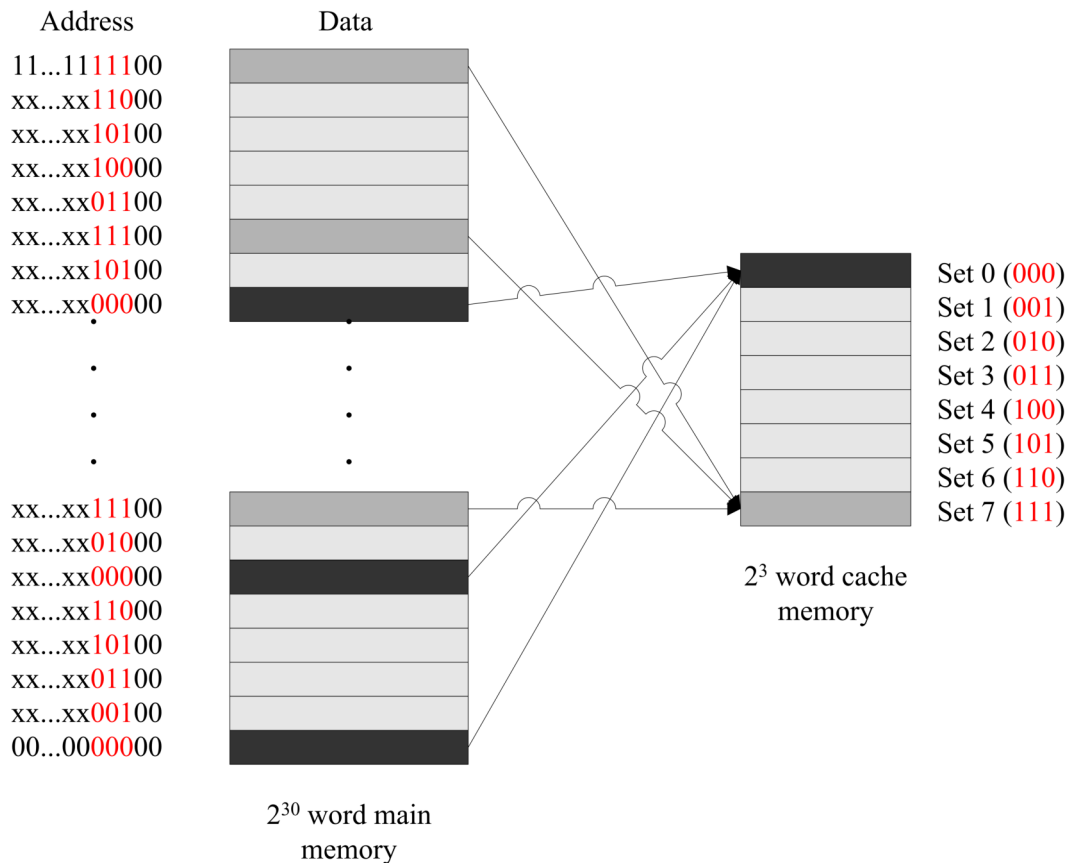 Address Data
11...1111100
xx...xx11000
xx...xx10100
xx...xx10000
xx...xx01100
xx...xx11100
xx...xx10100
xx...xx00000
xx...xx11100
xx...xx01000
xx...xx00000
xx...xx11000
xx...xx10100
xx...xx01100
xx...xx00100
00...0000000
2³⁰ word main
memory
Set 0 (000)
Set 1 (001)
Set 2 (010)
Set 3 (011)
Set 4 (100)
Set 5 (101)
Set 6 (110)
Set 7 (111)
2³ word cache
memory